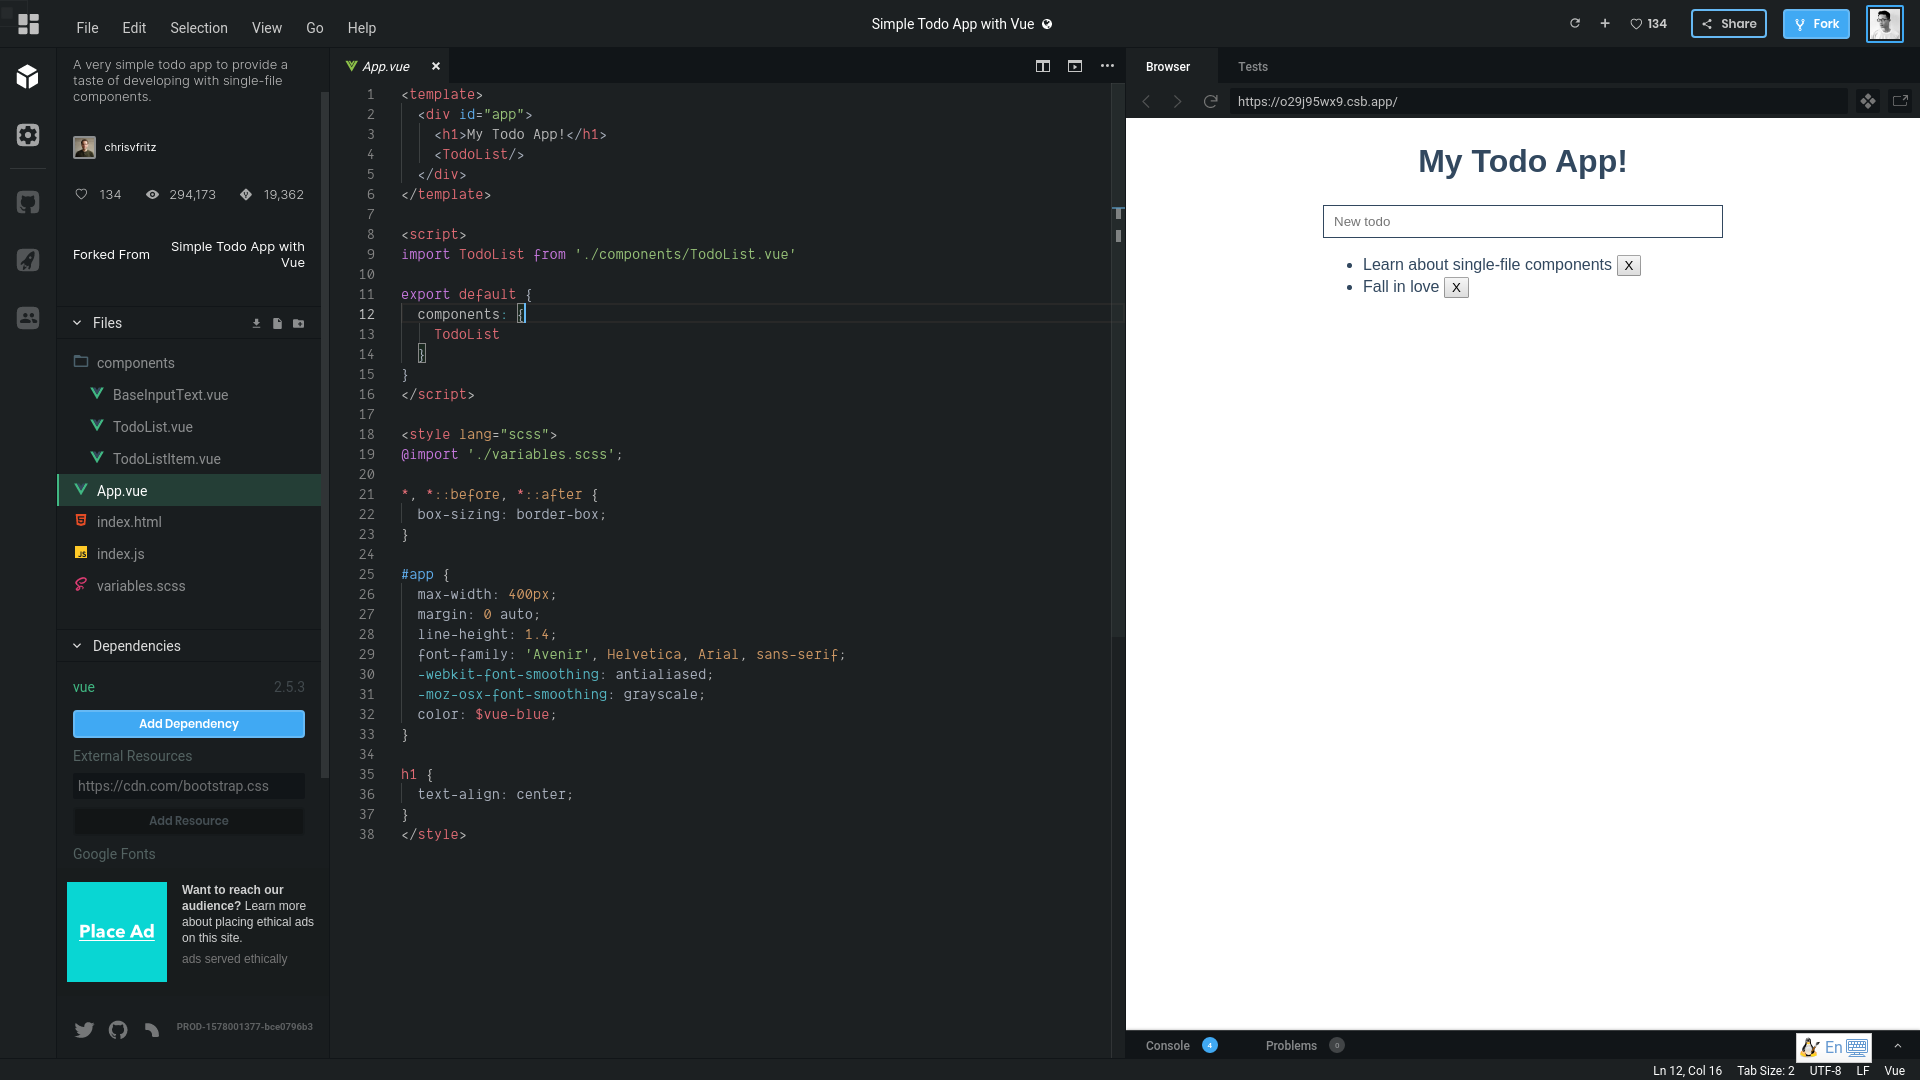 File Edit Selection View Go Help
Simple Todo App with Vue
134
Share
Fork
A very simple todo app to provide a
taste of developing with single-file
components.
chrisvfritz
134 294,173 19,362
Forked From Simple Todo App with
Vue
Files
components
BaseInputText.vue
TodoList.vue
TodoListItem.vue
App.vue
index.html
index.js
variables.scss
Dependencies
vue 2.5.3
Add Dependency
External Resources
https://cdn.com/bootstrap.css
Add Resource
Google Fonts
Place Ad
Want to reach our
audience? Learn more
about placing ethical ads
on this site.
ads served ethically
PROD-1578001377-bce0796b3
App.vue
1 <template>
2 <div id="app">
3 <h1>My Todo App!</h1>
4 <TodoList/>
5 </div>
6 </template>
7
8 <script>
9 import TodoList from './components/TodoList.vue'
10
11 export default {
12 components: {
13 TodoList
14 }
15 }
16 </script>
17
18 <style lang="scss">
19 @import './variables.scss';
20
21 *, *::before, *::after {
22 box-sizing: border-box;
23 }
24
25 #app {
26 max-width: 400px;
27 margin: 0 auto;
28 line-height: 1.4;
29 font-family: 'Avenir', Helvetica, Arial, sans-serif;
30 -webkit-font-smoothing: antialiased;
31 -moz-osx-font-smoothing: grayscale;
32 color: $vue-blue;
33 }
34
35 h1 {
36 text-align: center;
37 }
38 </style>
Browser Tests
https://o29j95wx9.csb.app/
My Todo App!
New todo
Learn about single-file components X
Fall in love X
Console 4 Problems 0
En
Ln 12, Col 16 Tab Size: 2 UTF-8 LF Vue